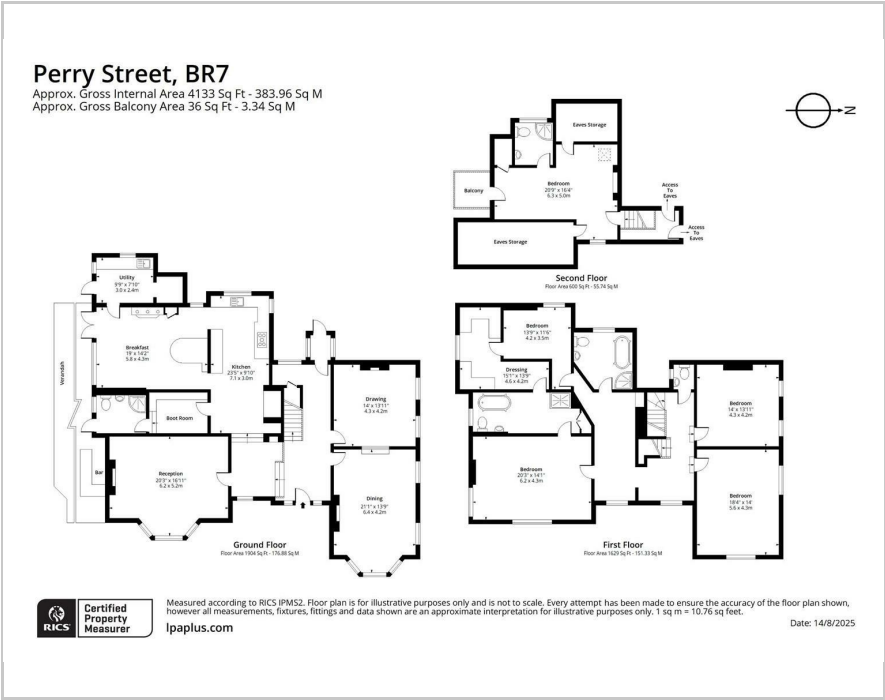 Perry Street, BR7
Approx. Gross Internal Area 4133 Sq Ft - 383.96 Sq M
Approx. Gross Balcony Area 36 Sq Ft - 3.34 Sq M
N
Eaves Storage
Balcony
Bedroom
20'9" x 16'4"
6.3 x 5.0m
Access
To
Eaves
Access
To
Eaves
Eaves Storage
Second Floor
Floor Area 600 Sq Ft - 55.74 Sq M
Utility
9'9" x 7'10"
3.0 x 2.4m
Verandah
Breakfast
19' x 14'2"
5.8 x 4.3m
Kitchen
23'5" x 9'10"
7.1 x 3.0m
Boot Room
Drawing
14' x 13'11"
4.3 x 4.2m
Bar
Reception
20'3" x 16'11"
6.2 x 5.2m
Dining
21'1" x 13'9"
6.4 x 4.2m
Ground Floor
Floor Area 1904 Sq Ft - 176.88 Sq M
Bedroom
13'9" x 11'6"
4.2 x 3.5m
Dressing
15'1" x 13'9"
4.6 x 4.2m
Bedroom
14' x 13'11"
4.3 x 4.2m
Bedroom
20'3" x 14'1"
6.2 x 4.3m
Bedroom
18'4" x 14'
5.6 x 4.3m
First Floor
Floor Area 1629 Sq Ft - 151.33 Sq M
RICS
Certified
Property
Measurer
Measured according to RICS IPMS2. Floor plan is for illustrative purposes only and is not to scale. Every attempt has been made to ensure the accuracy of the floor plan shown,
however all measurements, fixtures, fittings and data shown are an approximate interpretation for illustrative purposes only. 1 sq m = 10.76 sq feet.
lpaplus.com
Date: 14/8/2025